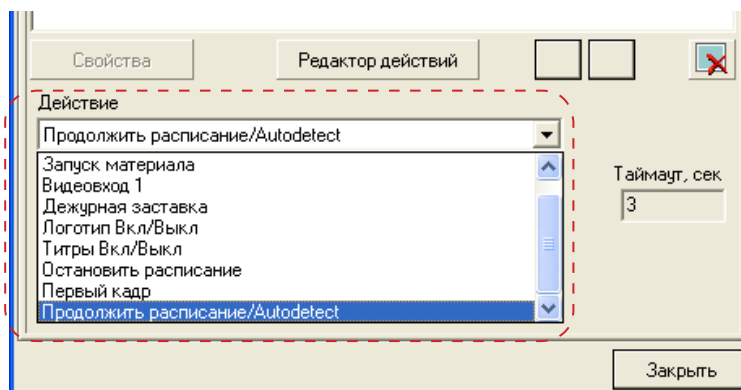 Свойства
Редактор действий
Действие
Продолжить расписание/Autodetect
Запуск материала
Видеовход 1
Дежурная заставка
Логотип Вкл/Выкл
Титры Вкл/Выкл
Остановить расписание
Первый кадр
Продолжить расписание/Autodetect
Таймаут, сек
3
Закрыть